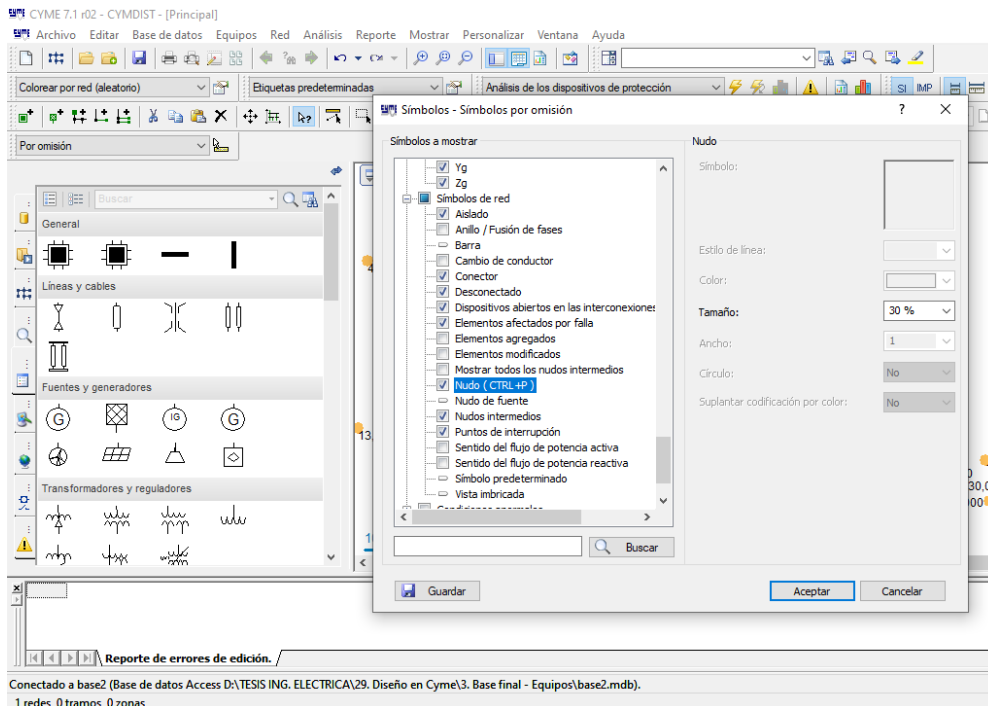 CYME 7.1 r02 - CYMDIST - [Principal]
Archivo Editar Base de datos Equipos Red Análisis Reporte Mostrar Personalizar Ventana Ayuda
Colorear por red (aleatorio) Etiquetas predeterminadas Análisis de los dispositivos de protección SI IMP
Por omisión
Buscar
General
Líneas y cables
Fuentes y generadores
G IG G
Transformadores y reguladores
Símbolos - Símbolos por omisión
Símbolos a mostrar
Yg
Zg
Símbolos de red
Aislado
Anillo / Fusión de fases
Barra
Cambio de conductor
Conector
Desconectado
Dispositivos abiertos en las interconexiones
Elementos afectados por falla
Elementos agregados
Elementos modificados
Mostrar todos los nudos intermedios
Nudo ( CTRL+P )
Nudo de fuente
Nudos intermedios
Puntos de interrupción
Sentido del flujo de potencia activa
Sentido del flujo de potencia reactiva
Símbolo predeterminado
Vista imbricada
Condiciones anormales
Buscar
Nudo
Símbolo:
Estilo de línea:
Color:
Tamaño: 30 %
Ancho: 1
Círculo: No
Suplantar codificación por color: No
Guardar Aceptar Cancelar
13.
30,0
Reporte de errores de edición.
Conectado a base2 (Base de datos Access D:\TESIS ING. ELECTRICA\29. Diseño en Cyme\3. Base final - Equipos\base2.mdb).
1 redes, 0 tramos, 0 zonas